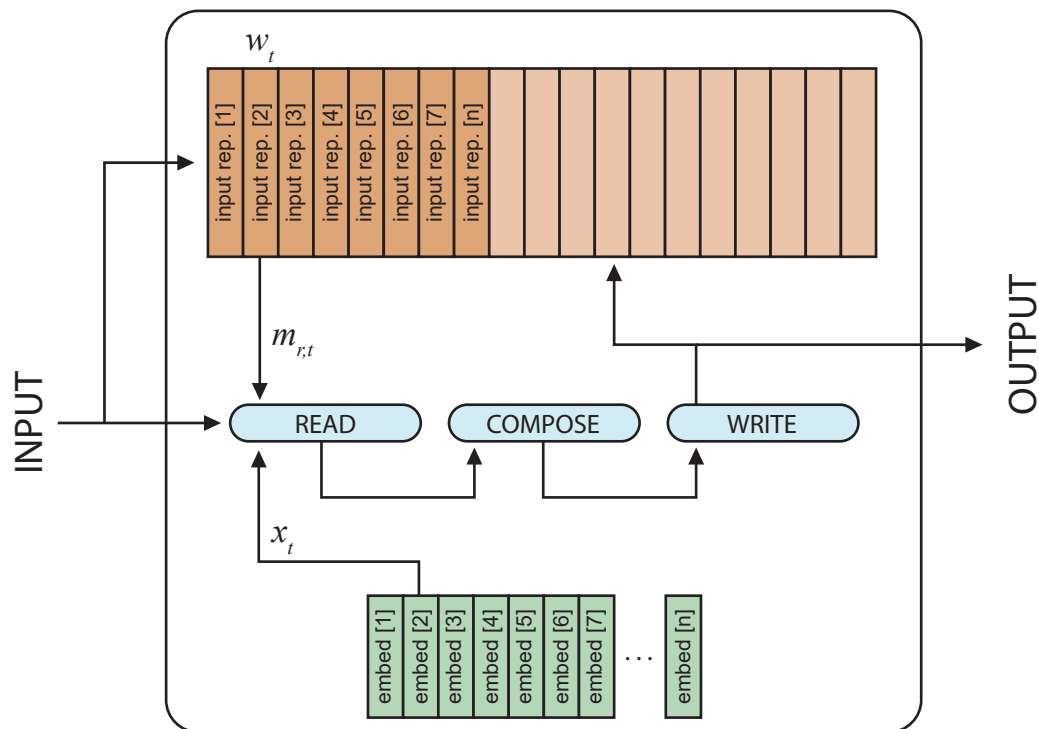 w_t
input rep. [1]
input rep. [2]
input rep. [3]
input rep. [4]
input rep. [5]
input rep. [6]
input rep. [7]
input rep. [n]
m_{r,t}
INPUT
OUTPUT
READ
COMPOSE
WRITE
x_t
embed [1]
embed [2]
embed [3]
embed [4]
embed [5]
embed [6]
embed [7]
...
embed [n]